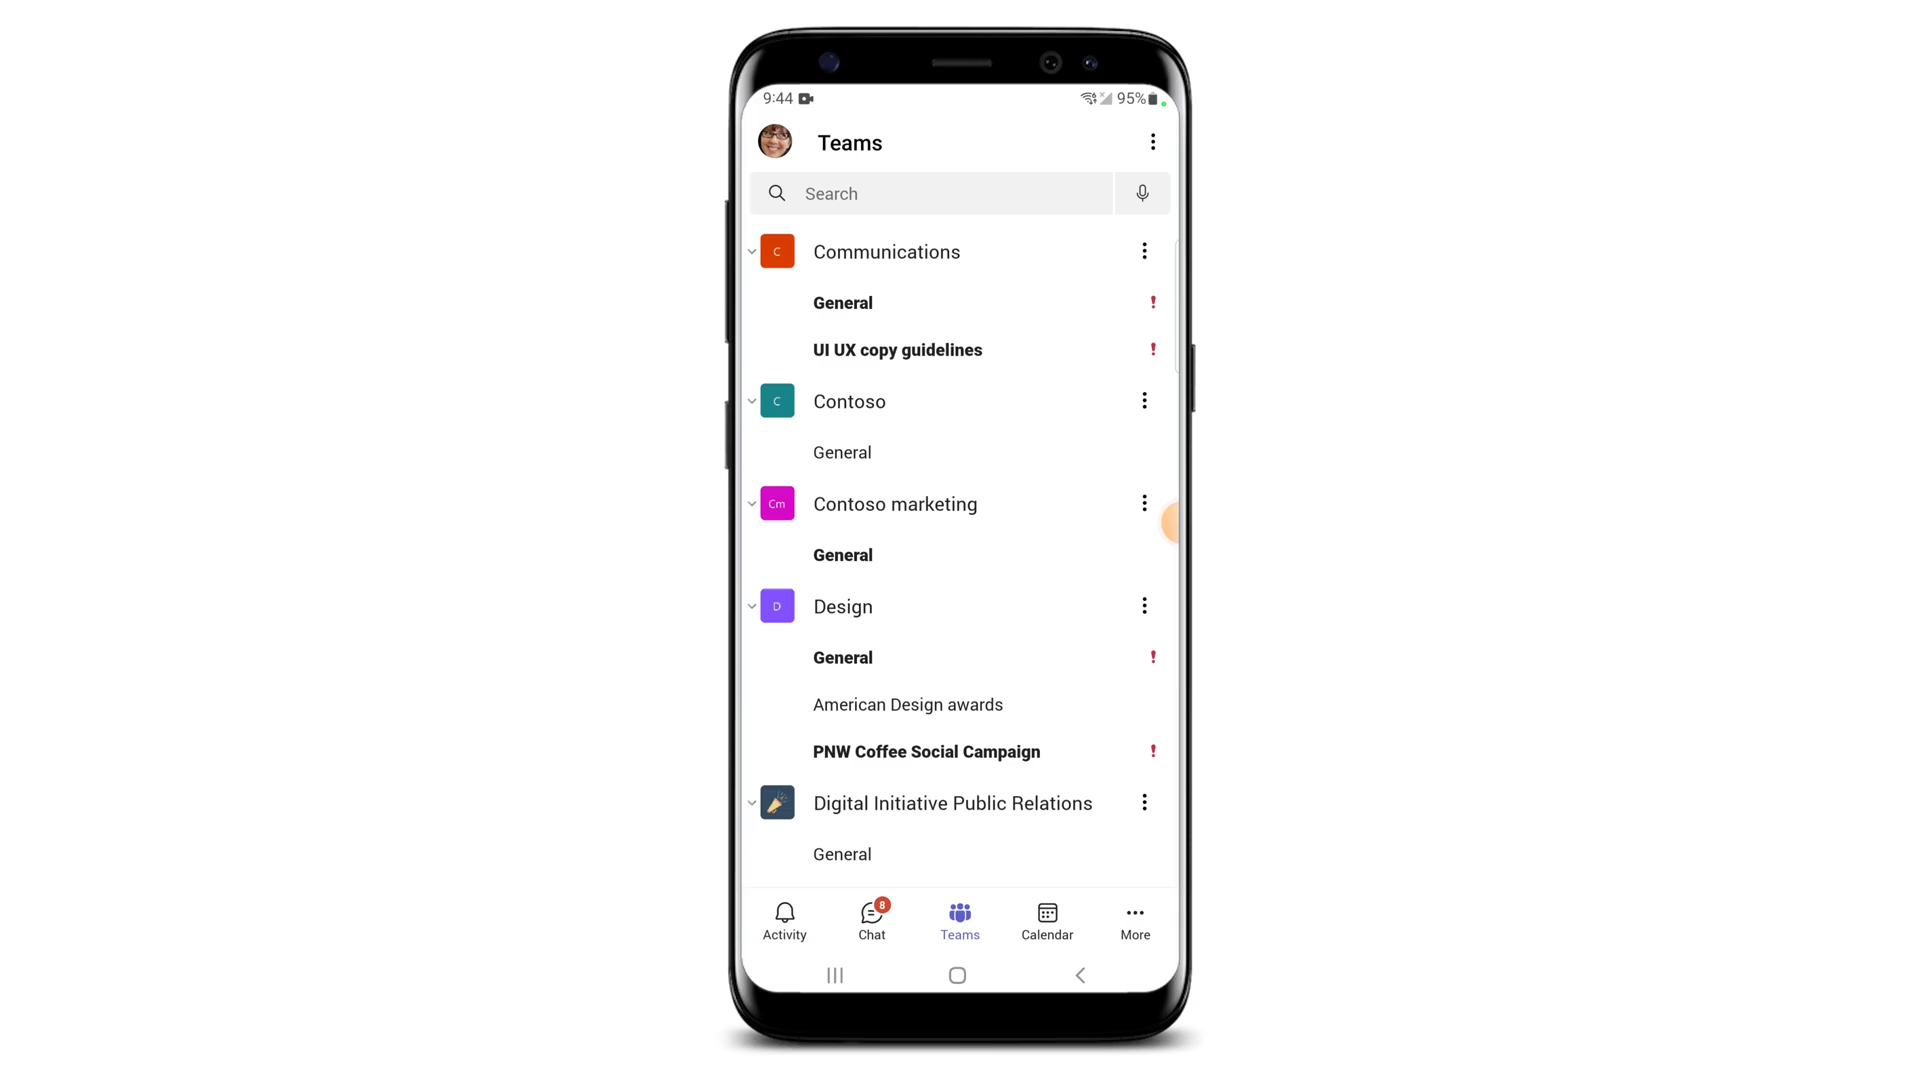 9:44 95%
Teams
Search
C Communications
General !
UI UX copy guidelines !
C Contoso
General
Cm Contoso marketing
General
D Design
General !
American Design awards
PNW Coffee Social Campaign !
Digital Initiative Public Relations
General
8
Activity Chat Teams Calendar More